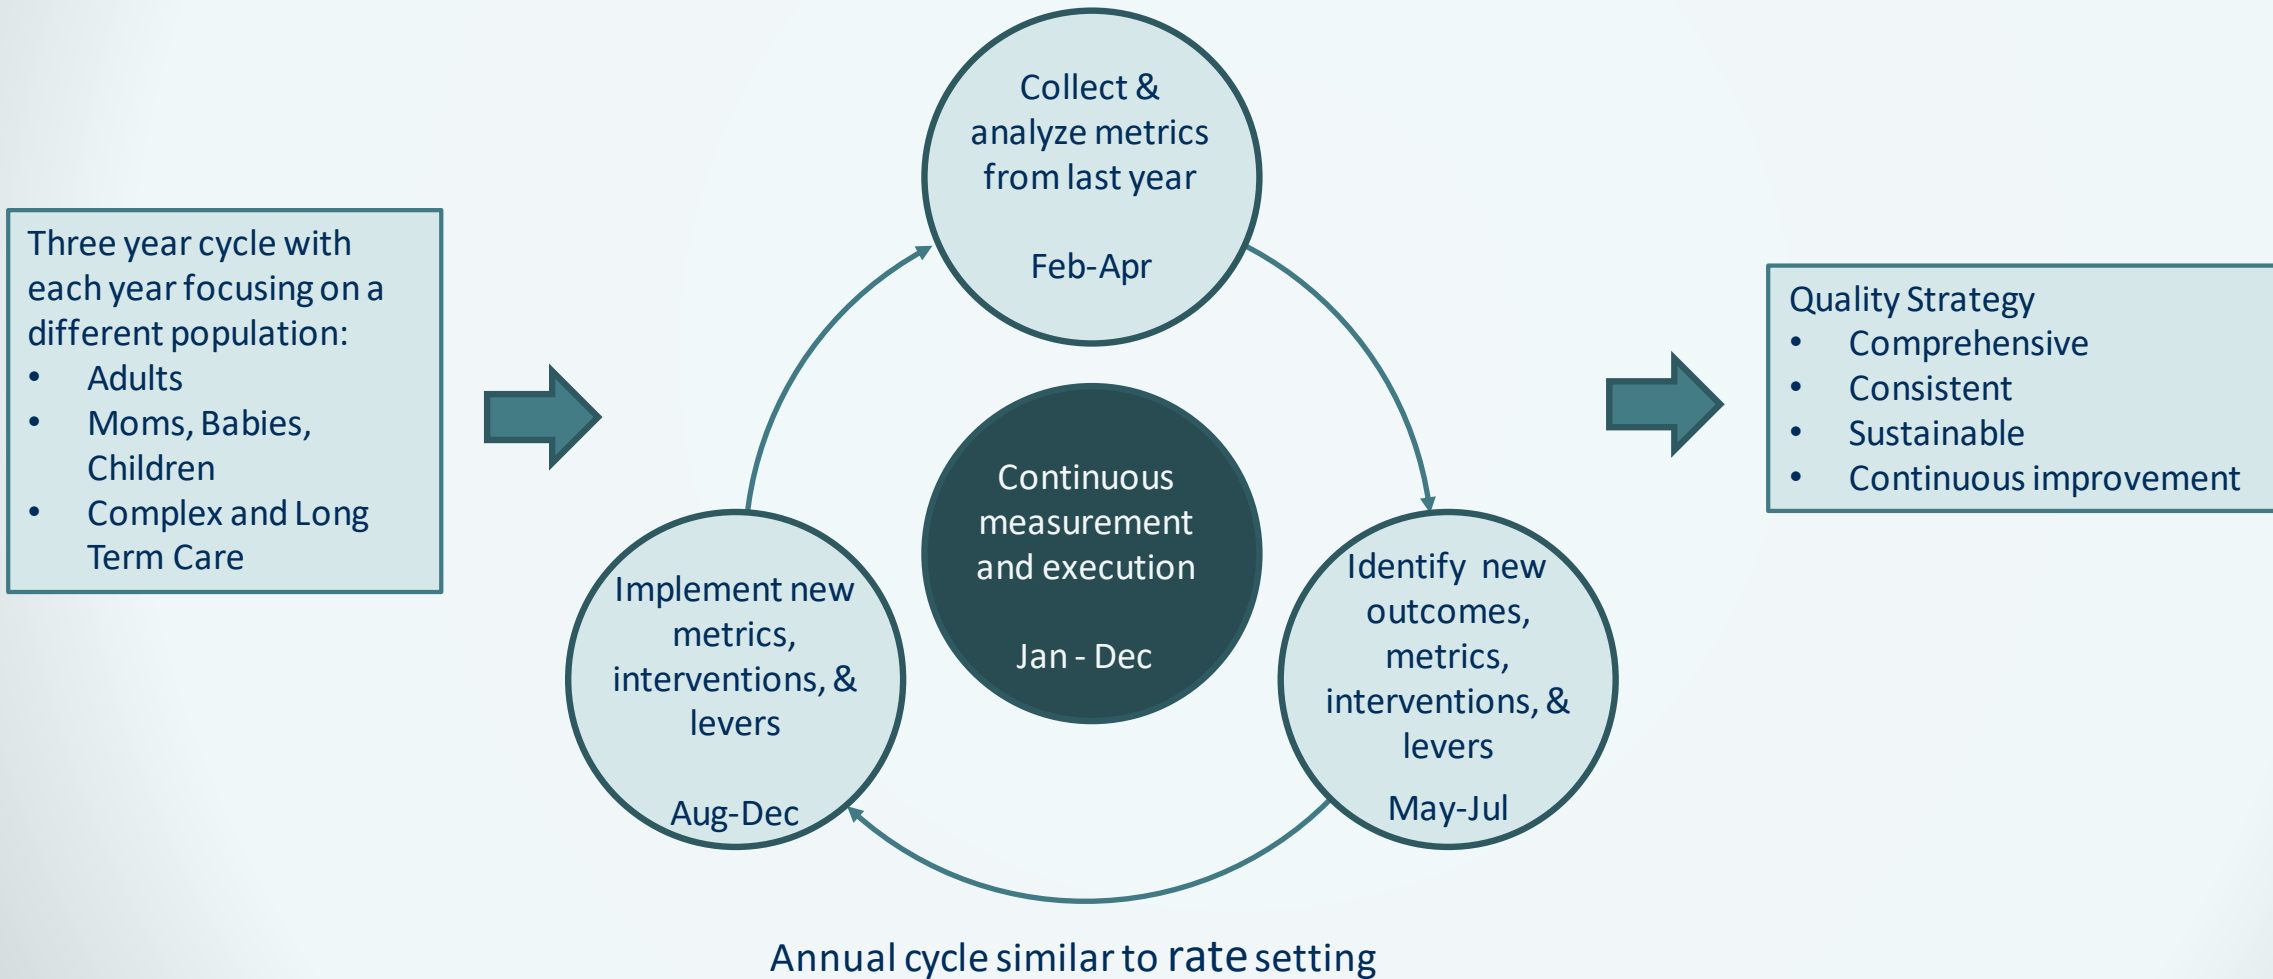 Three year cycle with
each year focusing on a
different population:
• Adults
• Moms, Babies,
Children
• Complex and Long
Term Care
Collect &
analyze metrics
from last year
Feb-Apr
Continuous
measurement
and execution
Jan - Dec
Identify new
outcomes,
metrics,
interventions, &
levers
May-Jul
Implement new
metrics,
interventions, &
levers
Aug-Dec
Quality Strategy
• Comprehensive
• Consistent
• Sustainable
• Continuous improvement
Annual cycle similar to rate setting